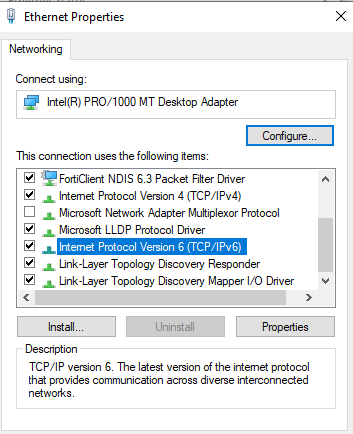 Ethernet Properties
Networking
Connect using:
Intel(R) PRO/1000 MT Desktop Adapter
Configure...
This connection uses the following items:
FortiClient NDIS 6.3 Packet Filter Driver
Internet Protocol Version 4 (TCP/IPv4)
Microsoft Network Adapter Multiplexor Protocol
Microsoft LLDP Protocol Driver
Internet Protocol Version 6 (TCP/IPv6)
Link-Layer Topology Discovery Responder
Link-Layer Topology Discovery Mapper I/O Driver
Install...
Uninstall
Properties
Description
TCP/IP version 6. The latest version of the internet protocol
that provides communication across diverse interconnected
networks.